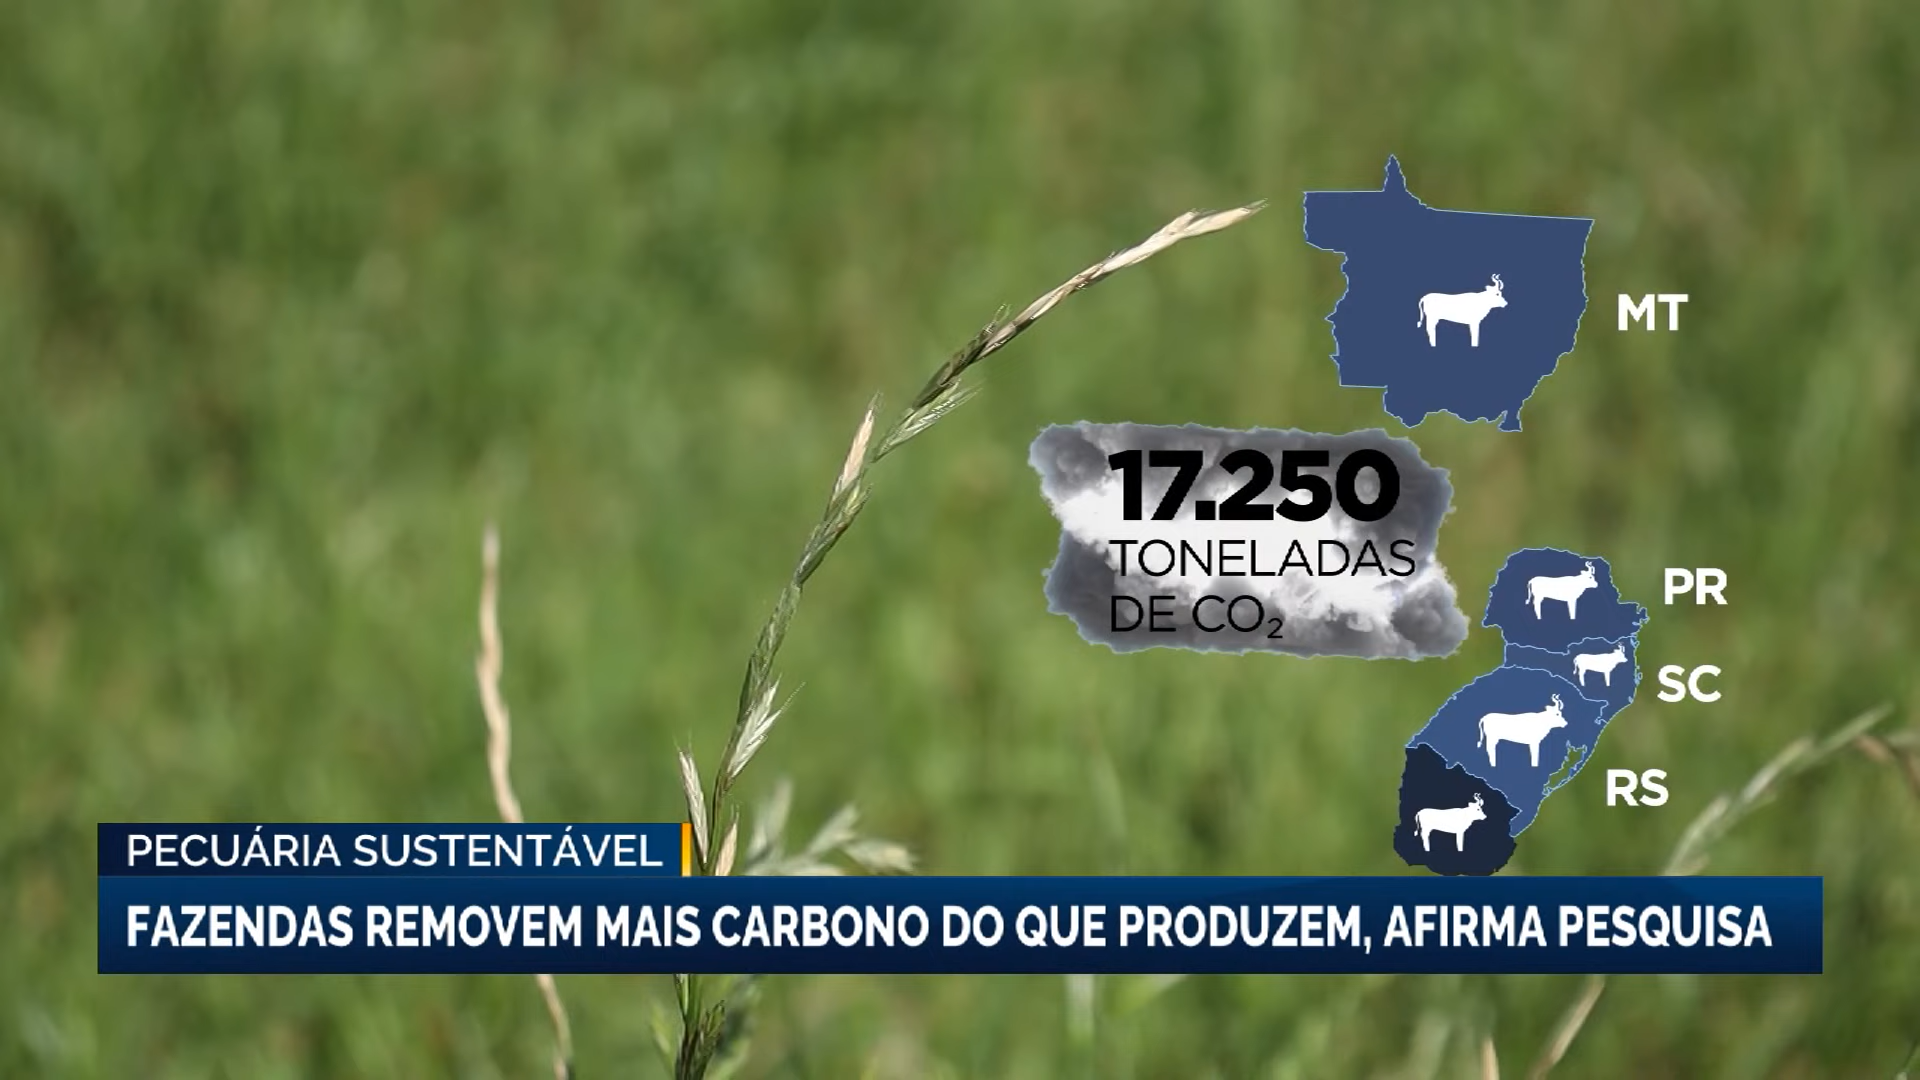 MT
17.250
TONELADAS
DE CO₂
PR
SC
RS
PECUÁRIA SUSTENTÁVEL
FAZENDAS REMOVEM MAIS CARBONO DO QUE PRODUZEM, AFIRMA PESQUISA